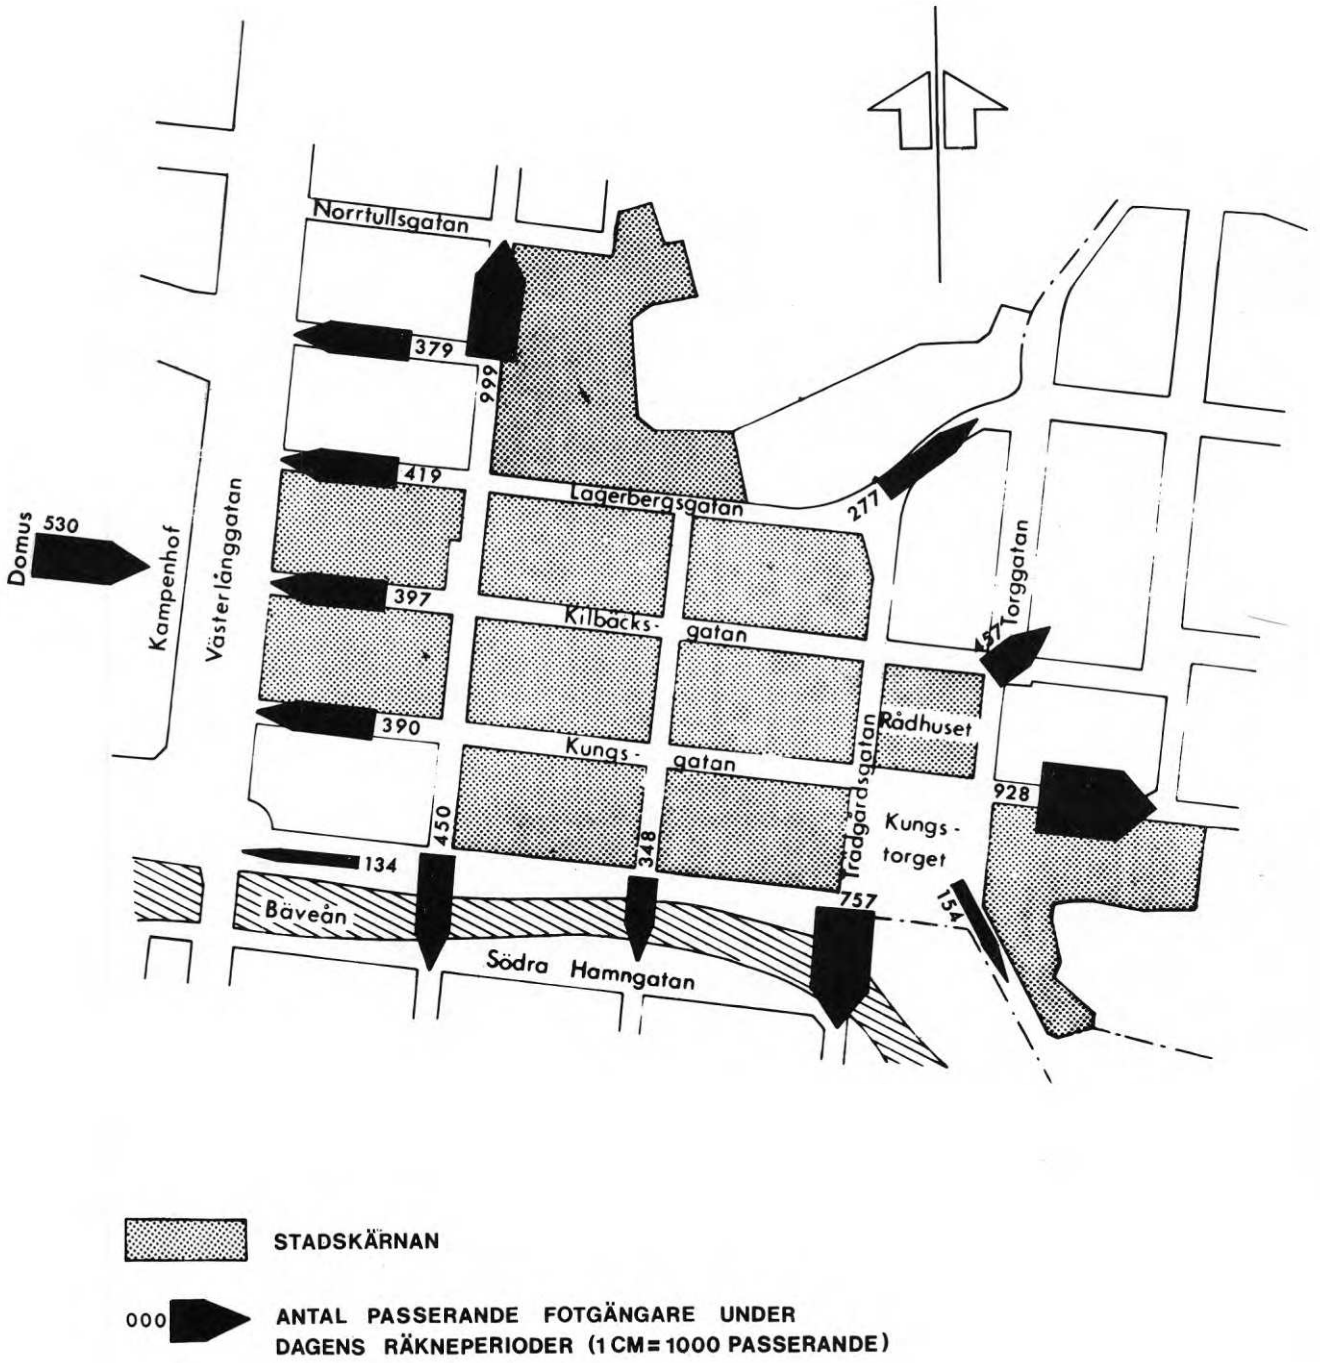 Norrtullsgatan
379
999
419
Lagerbergsgatan
277
Domus
530
Kampenhof
Västerlånggatan
397
Kilbäcks-
gatan
Torggatan
457
390
Kungs-
gatan
Trädgårdsgatan
Rådhuset
928
Kungs-
torget
450
348
134
757
154
Bäveån
Södra Hamngatan
STADSKÄRNAN
000
ANTAL PASSERANDE FOTGÄNGARE UNDER
DAGENS RÄKNEPERIODER (1 CM= 1000 PASSERANDE)